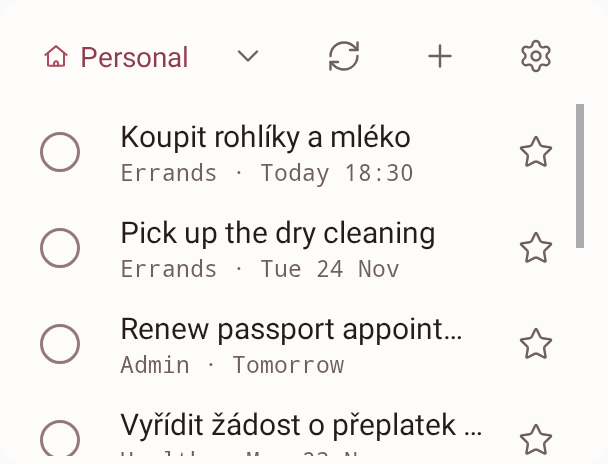 Personal
Koupit rohlíky a mléko
Errands · Today 18:30
Pick up the dry cleaning
Errands · Tue 24 Nov
Renew passport appoint…
Admin · Tomorrow
Vyřídit žádost o přeplatek …